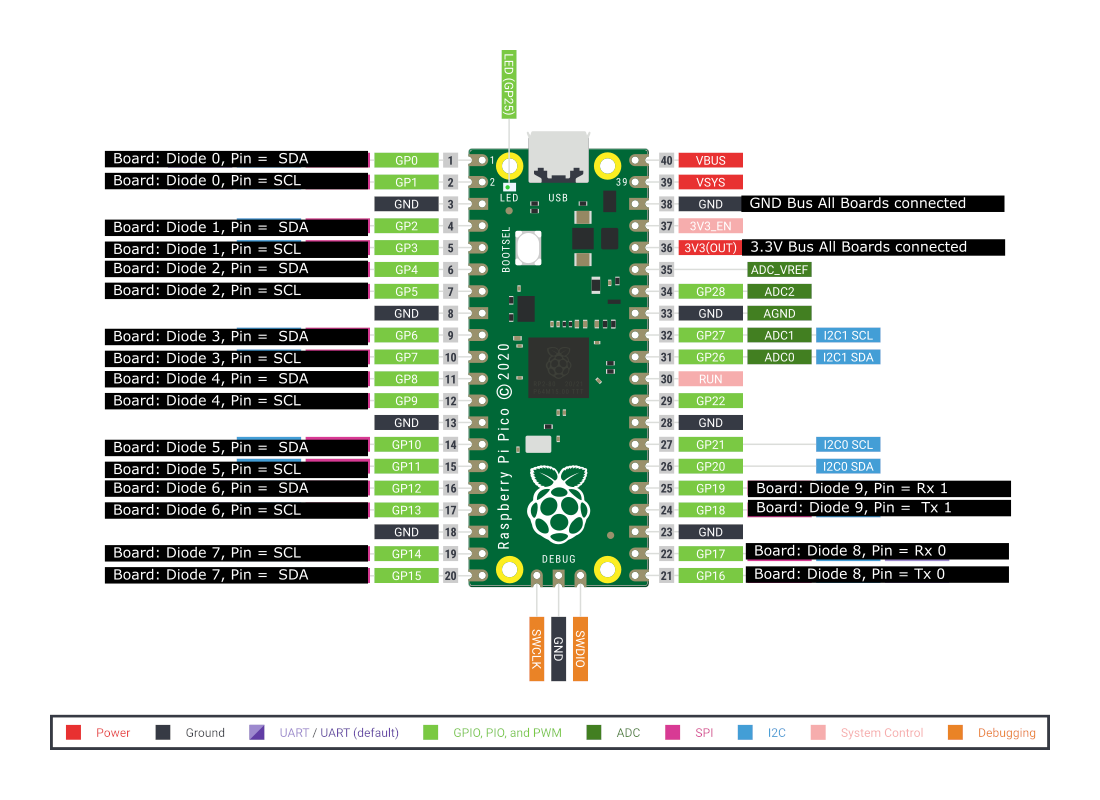 LED (GP25)
Board: Diode 0, Pin =  SDA GP0 1 1 40 VBUS
Board: Diode 0, Pin = SCL GP1 2 2 39 39 VSYS
LED USB
GND 3 38 GND GND Bus All Boards connected
Board: Diode 1, Pin =  SDA GP2 4 37 3V3_EN
BOOTSEL
Board: Diode 1, Pin = SCL GP3 5 36 3V3(OUT) 3.3V Bus All Boards connected
Board: Diode 2, Pin =  SDA GP4 6 35 ADC_VREF
Board: Diode 2, Pin = SCL GP5 7 34 GP28 ADC2
GND 8 33 GND AGND
Board: Diode 3, Pin =  SDA GP6 9 32 GP27 ADC1 I2C1 SCL
Board: Diode 3, Pin = SCL GP7 10 31 GP26 ADC0 I2C1 SDA
Board: Diode 4, Pin =  SDA GP8 11 30 RUN
Board: Diode 4, Pin = SCL GP9 12 29 GP22
GND 13 28 GND
Raspberry Pi Pico © 2020
Board: Diode 5, Pin =  SDA GP10 14 27 GP21 I2C0 SCL
Board: Diode 5, Pin = SCL GP11 15 26 GP20 I2C0 SDA
Board: Diode 6, Pin =  SDA GP12 16 25 GP19 Board: Diode 9, Pin = Rx 1
Board: Diode 6, Pin = SCL GP13 17 24 GP18 Board: Diode 9, Pin =  Tx 1
GND 18 23 GND
Board: Diode 7, Pin = SCL GP14 19 22 GP17 Board: Diode 8, Pin = Rx 0
DEBUG
Board: Diode 7, Pin =  SDA GP15 20 21 GP16 Board: Diode 8, Pin = Tx 0
SWCLK
GND
SWDIO
Power Ground UART / UART (default) GPIO, PIO, and PWM ADC SPI I2C System Control Debugging